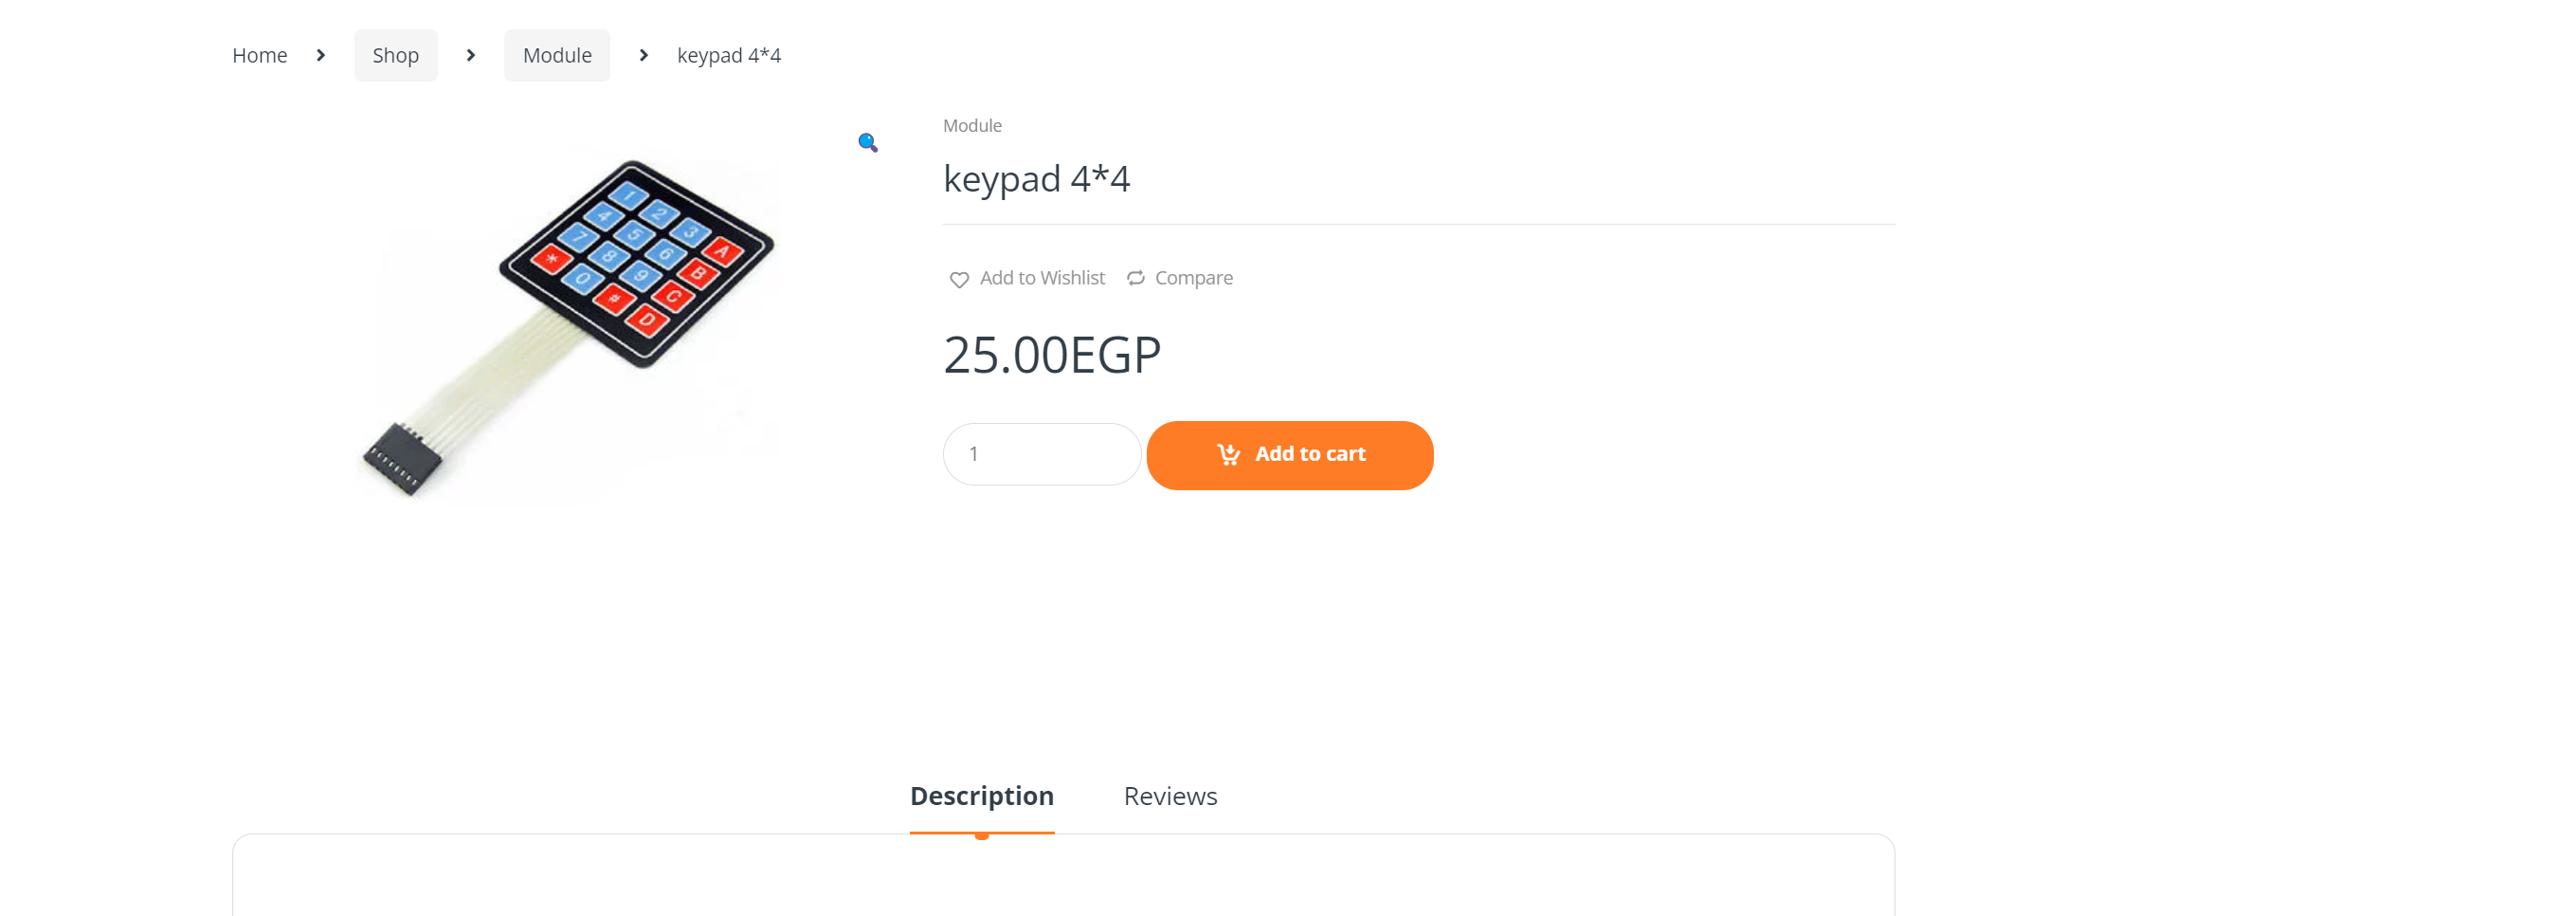 Home Shop Module keypad 4*4
Module
keypad 4*4
1 2 3 A
4 5 6 B
7 8 9 C
* 0 # D
Add to Wishlist Compare
25.00EGP
1 Add to cart
Description Reviews